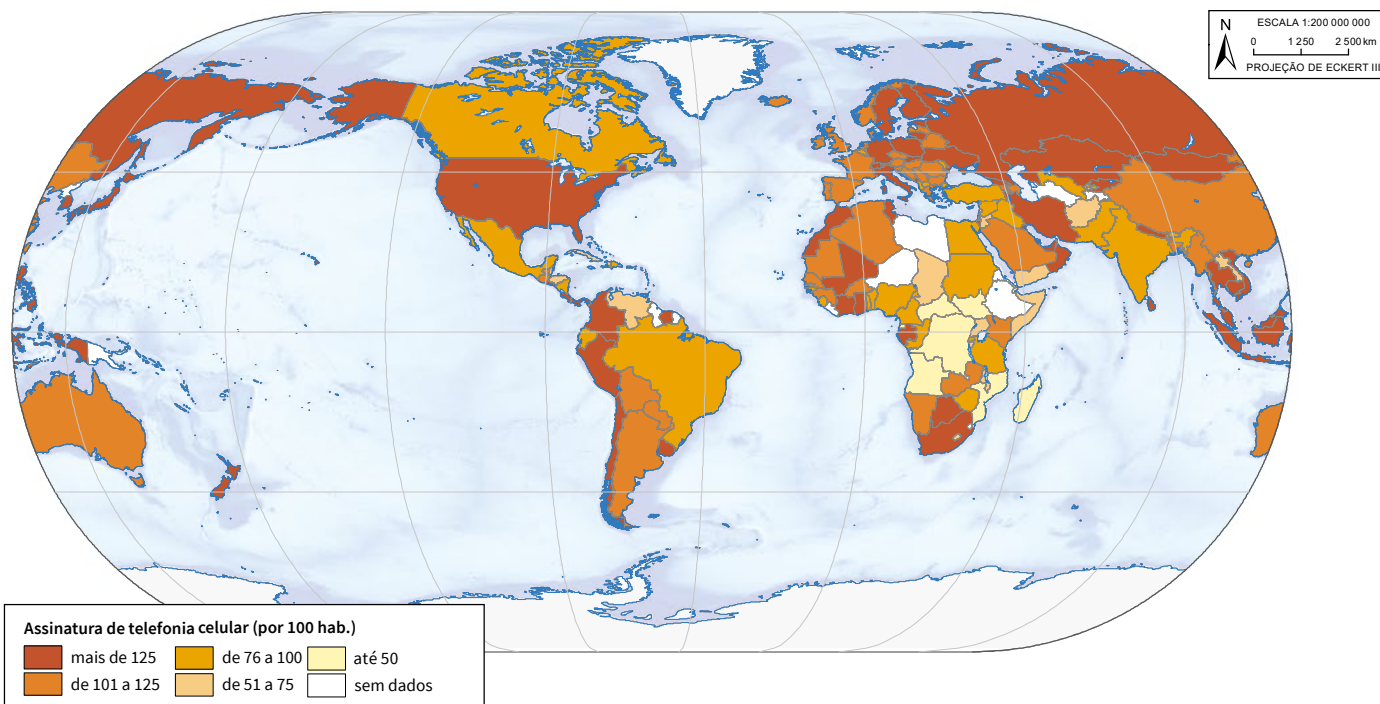 N
ESCALA 1:200 000 000
0 1 250 2 500 km
PROJEÇÃO DE ECKERT III
Assinatura de telefonia celular (por 100 hab.)
mais de 125
de 76 a 100
até 50
de 101 a 125
de 51 a 75
sem dados